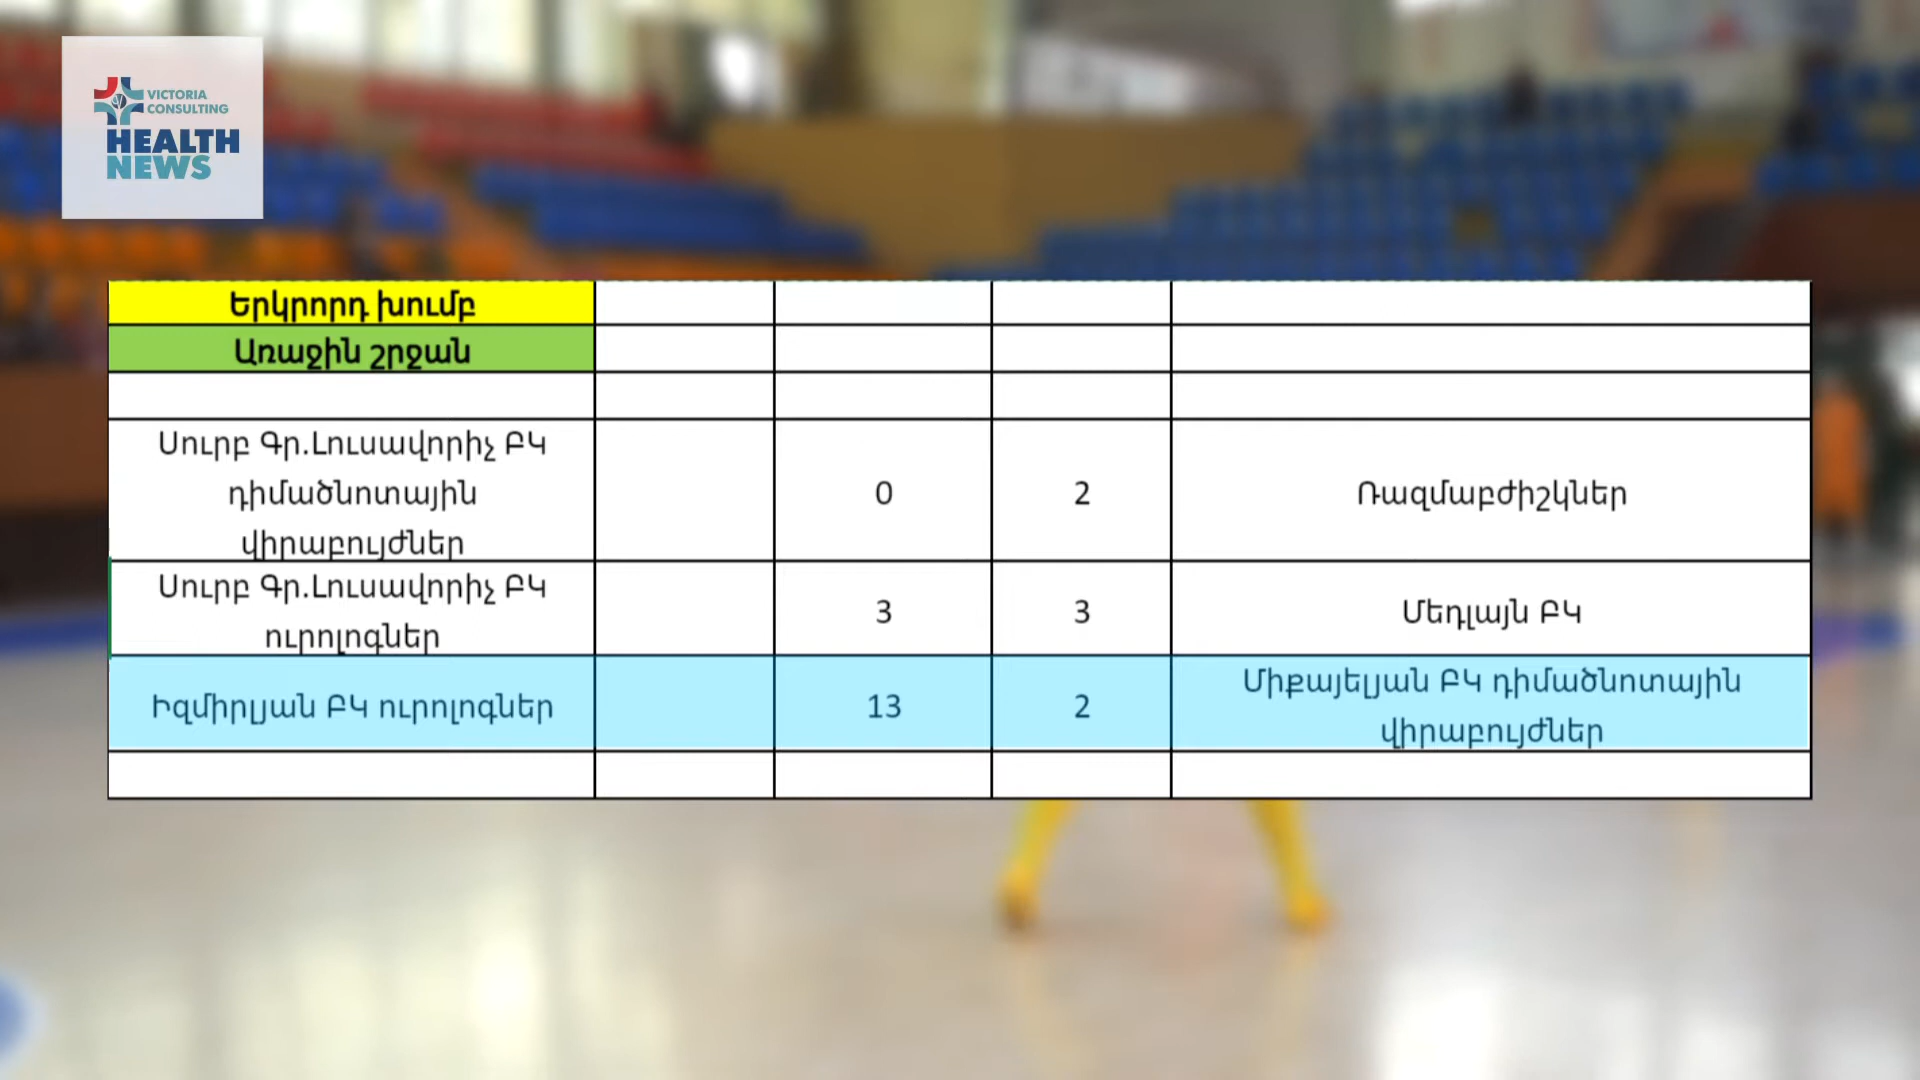 VICTORIA
CONSULTING
HEALTH
NEWS
Երկրորդ խումբ
Առաջին շրջան
Սուրբ Գր.Լուսավորիչ ԲԿ
դիմածնոտային
վիրաբույժներ
0
2
Ռազմաբժիշկներ
Սուրբ Գր.Լուսավորիչ ԲԿ
ուրոլոգներ
3
3
Մեդլայն ԲԿ
Իզմիրլյան ԲԿ ուրոլոգներ
13
2
Միքայելյան ԲԿ դիմածնոտային
վիրաբույժներ